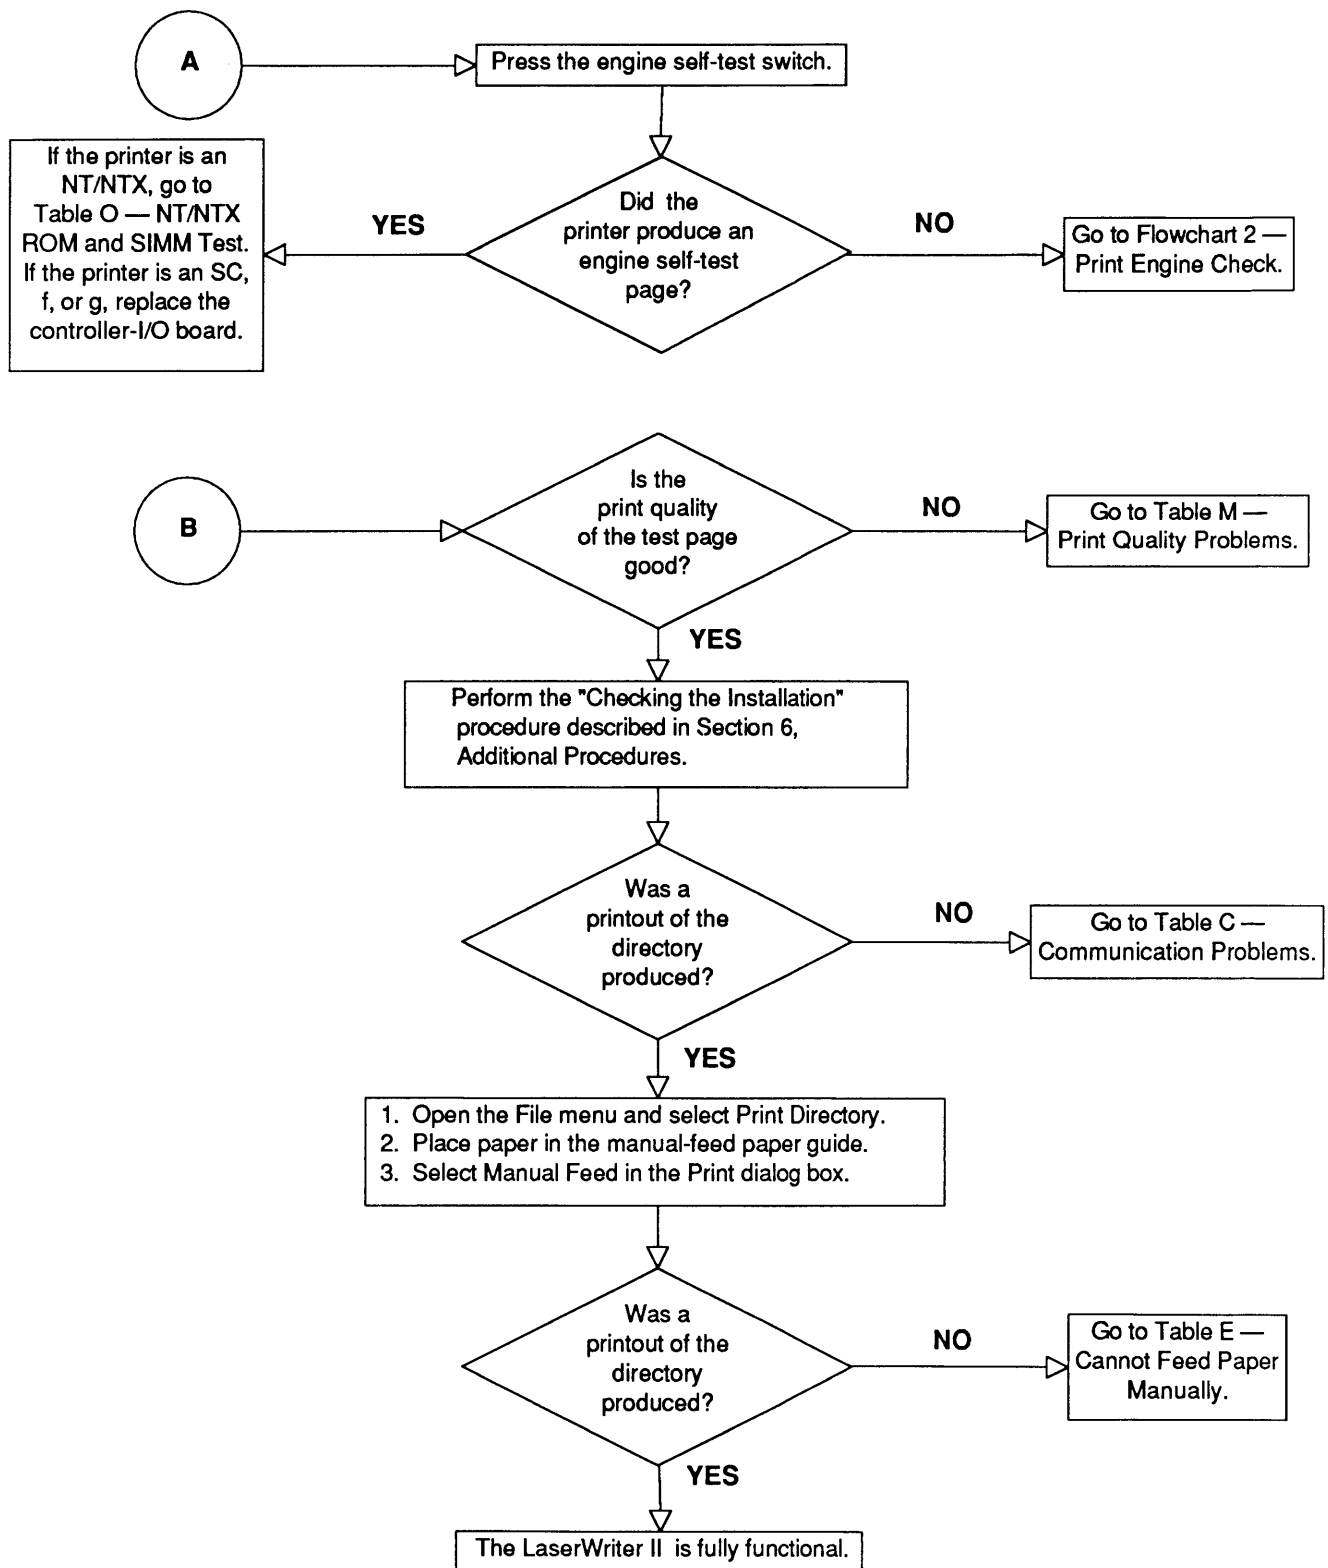 A
Press the engine self-test switch.
If the printer is an
NT/NTX, go to
Table O — NT/NTX
ROM and SIMM Test.
If the printer is an SC,
f, or g, replace the
controller-I/O board.
YES
Did the
printer produce an
engine self-test
page?
NO
Go to Flowchart 2 —
Print Engine Check.
B
Is the
print quality
of the test page
good?
NO
Go to Table M —
Print Quality Problems.
YES
Perform the "Checking the Installation"
procedure described in Section 6,
Additional Procedures.
Was a
printout of the
directory
produced?
NO
Go to Table C —
Communication Problems.
YES
1. Open the File menu and select Print Directory.
2. Place paper in the manual-feed paper guide.
3. Select Manual Feed in the Print dialog box.
Was a
printout of the
directory
produced?
NO
Go to Table E —
Cannot Feed Paper
Manually.
YES
The LaserWriter II is fully functional.